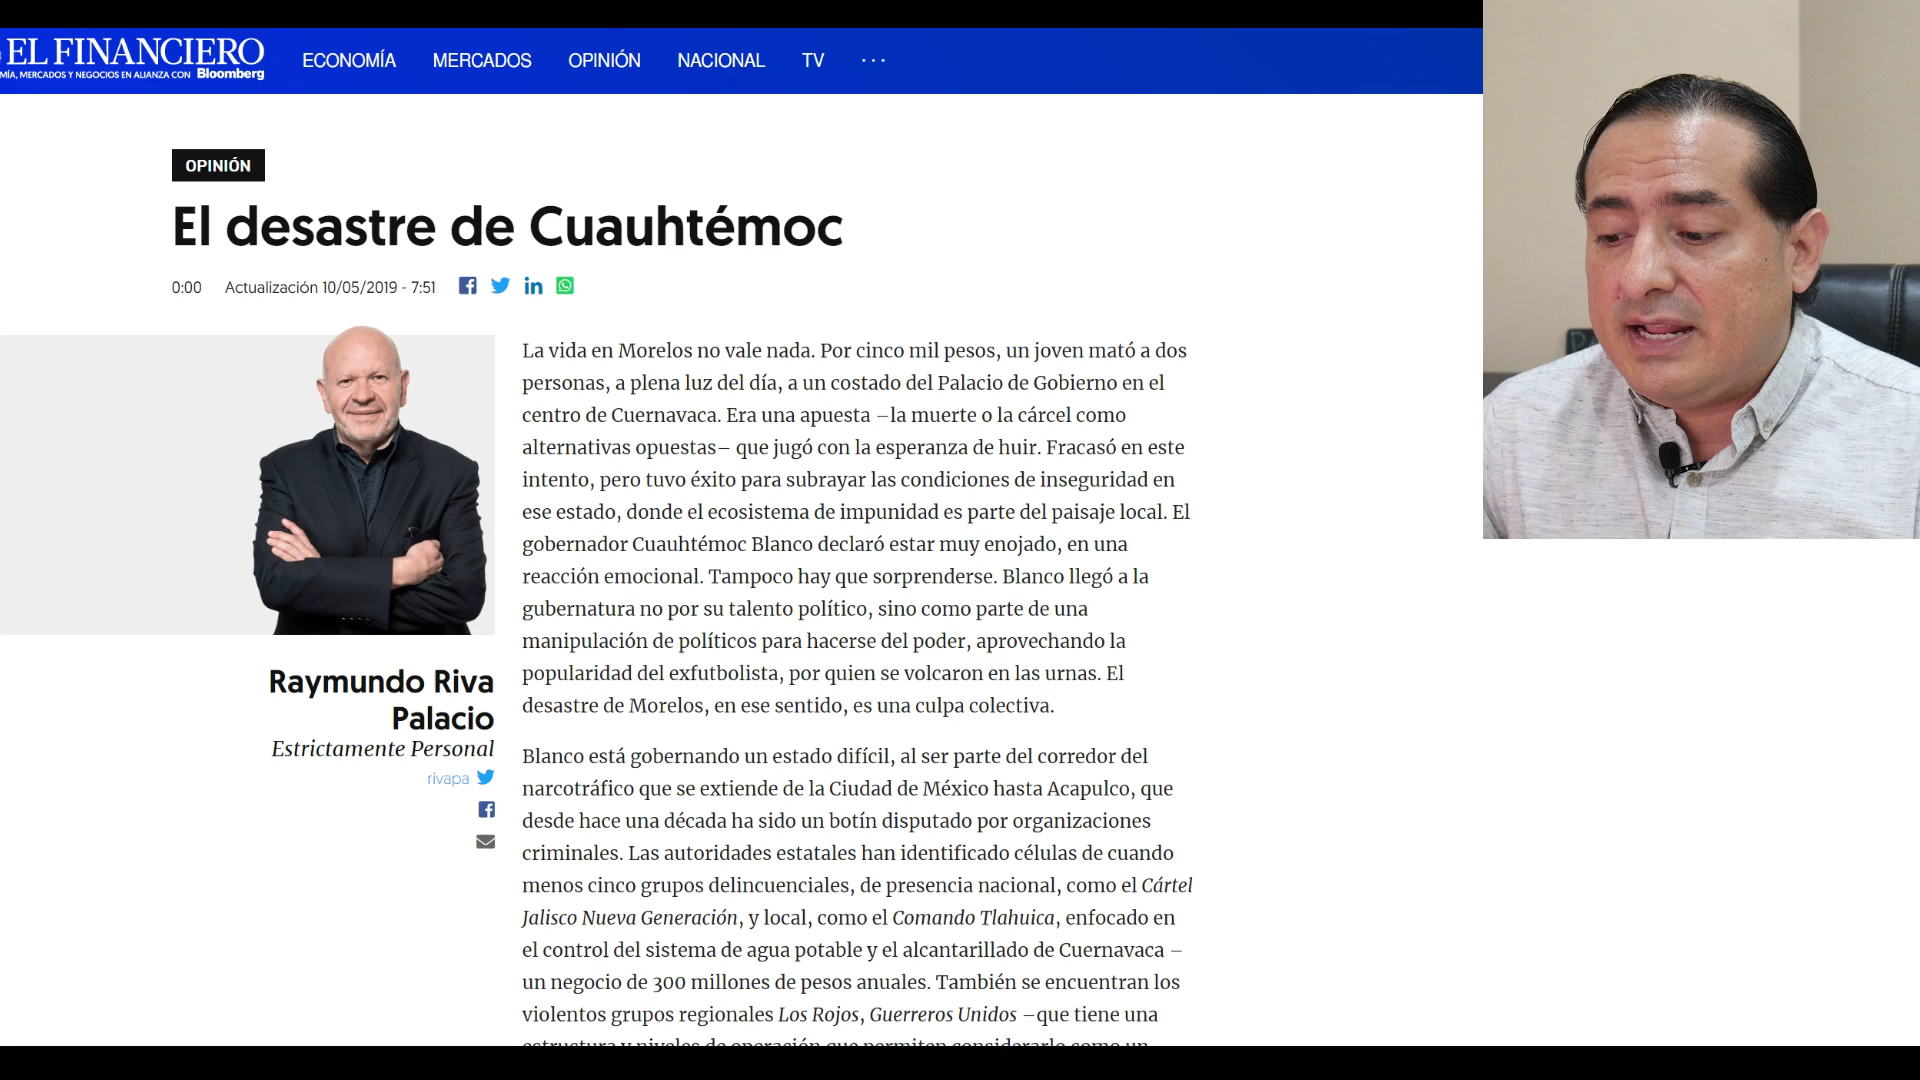 EL FINANCIERO
MÍA, MERCADOS Y NEGOCIOS EN ALIANZA CON Bloomberg
ECONOMÍA MERCADOS OPINIÓN NACIONAL TV ...
OPINIÓN
El desastre de Cuauhtémoc
0:00 Actualización 10/05/2019 - 7:51
Raymundo Riva
Palacio
Estrictamente Personal
rivapa
La vida en Morelos no vale nada. Por cinco mil pesos, un joven mató a dos
personas, a plena luz del día, a un costado del Palacio de Gobierno en el
centro de Cuernavaca. Era una apuesta –la muerte o la cárcel como
alternativas opuestas– que jugó con la esperanza de huir. Fracasó en este
intento, pero tuvo éxito para subrayar las condiciones de inseguridad en
ese estado, donde el ecosistema de impunidad es parte del paisaje local. El
gobernador Cuauhtémoc Blanco declaró estar muy enojado, en una
reacción emocional. Tampoco hay que sorprenderse. Blanco llegó a la
gubernatura no por su talento político, sino como parte de una
manipulación de políticos para hacerse del poder, aprovechando la
popularidad del exfutbolista, por quien se volcaron en las urnas. El
desastre de Morelos, en ese sentido, es una culpa colectiva.
Blanco está gobernando un estado difícil, al ser parte del corredor del
narcotráfico que se extiende de la Ciudad de México hasta Acapulco, que
desde hace una década ha sido un botín disputado por organizaciones
criminales. Las autoridades estatales han identificado células de cuando
menos cinco grupos delincuenciales, de presencia nacional, como el Cártel
Jalisco Nueva Generación, y local, como el Comando Tlahuica, enfocado en
el control del sistema de agua potable y el alcantarillado de Cuernavaca –
un negocio de 300 millones de pesos anuales. También se encuentran los
violentos grupos regionales Los Rojos, Guerreros Unidos –que tiene una
estructura y niveles de operación que permiten considerarlo como un